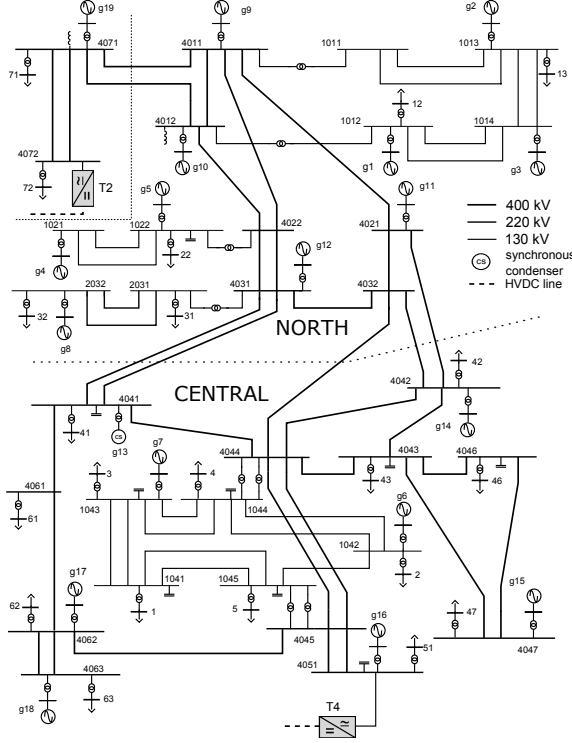 g19
g9
g2
4071
4011
1011
1013
71
13
4012
12
1012
1014
4072
g10
g1
g3
72
T2
g5
g11
1021
1022
4022
4021
g12
g4
22
2032
2031
4031
4032
32
g8
31
NORTH
400 kV
220 kV
130 kV
CS
synchronous
condenser
HVDC line
CENTRAL
42
4042
4041
41
g13
CS
g14
g7
4044
4043
4046
3
4
43
46
1043
1044
g6
4061
61
1042
2
1041
1045
g17
g15
62
1
5
g16
47
4062
4045
51
4047
4063
4051
g18
63
T4